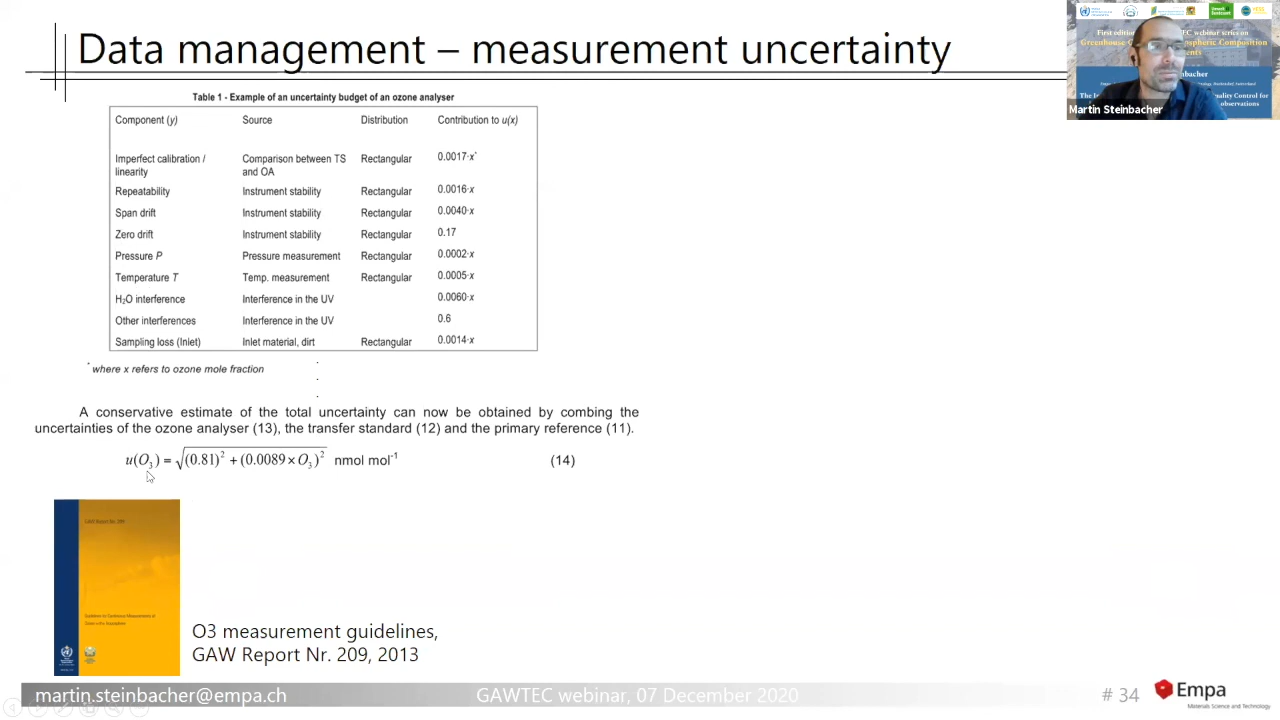 Data management – measurement uncertainty
Martin Steinbacher
Table 1 - Example of an uncertainty budget of an ozone analyser
Component (y) Source Distribution Contribution to u(x)
Imperfect calibration / linearity Comparison between TS and OA Rectangular 0.0017·x*
Repeatability Instrument stability Rectangular 0.0016·x
Span drift Instrument stability Rectangular 0.0040·x
Zero drift Instrument stability Rectangular 0.17
Pressure P Pressure measurement Rectangular 0.0002·x
Temperature T Temp. measurement Rectangular 0.0005·x
H₂O interference Interference in the UV 0.0060·x
Other interferences Interference in the UV 0.6
Sampling loss (Inlet) Inlet material, dirt Rectangular 0.0014·x
* where x refers to ozone mole fraction
A conservative estimate of the total uncertainty can now be obtained by combing the
uncertainties of the ozone analyser (13), the transfer standard (12) and the primary reference (11).
u(O₃) = √((0.81)² + (0.0089 × O₃)²) nmol mol⁻¹ (14)
GAW Report No. 209
O3 measurement guidelines,
GAW Report Nr. 209, 2013
martin.steinbacher@empa.ch GAWTEC webinar, 07 December 2020 # 34 Empa
Materials Science and Technology